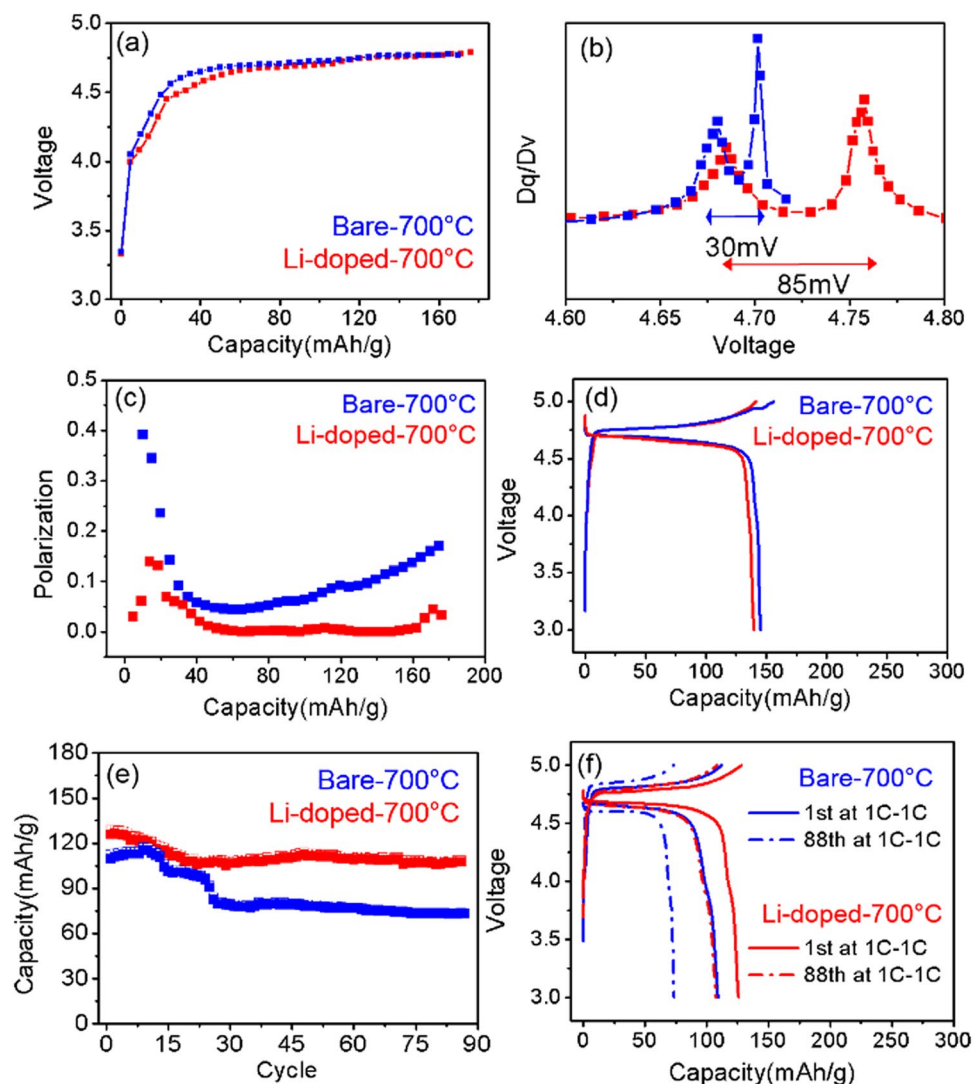 (a)
5.0
4.5
4.0
3.5
3.0
Voltage
Bare-700°C
Li-doped-700°C
0 40 80 120 160
Capacity(mAh/g)
(b)
Dq/Dv
30mV
85mV
4.60 4.65 4.70 4.75 4.80
Voltage
(c)
0.5
0.4
0.3
0.2
0.1
0.0
Polarization
Bare-700°C
Li-doped-700°C
0 40 80 120 160 200
Capacity(mAh/g)
(d)
5.0
4.5
4.0
3.5
3.0
Voltage
Bare-700°C
Li-doped-700°C
0 50 100 150 200 250 300
Capacity(mAh/g)
(e)
180
150
120
90
60
30
0
Capacity(mAh/g)
Bare-700°C
Li-doped-700°C
0 15 30 45 60 75 90
Cycle
(f)
5.0
4.5
4.0
3.5
3.0
Voltage
Bare-700°C
1st at 1C-1C
88th at 1C-1C
Li-doped-700°C
1st at 1C-1C
88th at 1C-1C
0 50 100 150 200 250 300
Capacity(mAh/g)